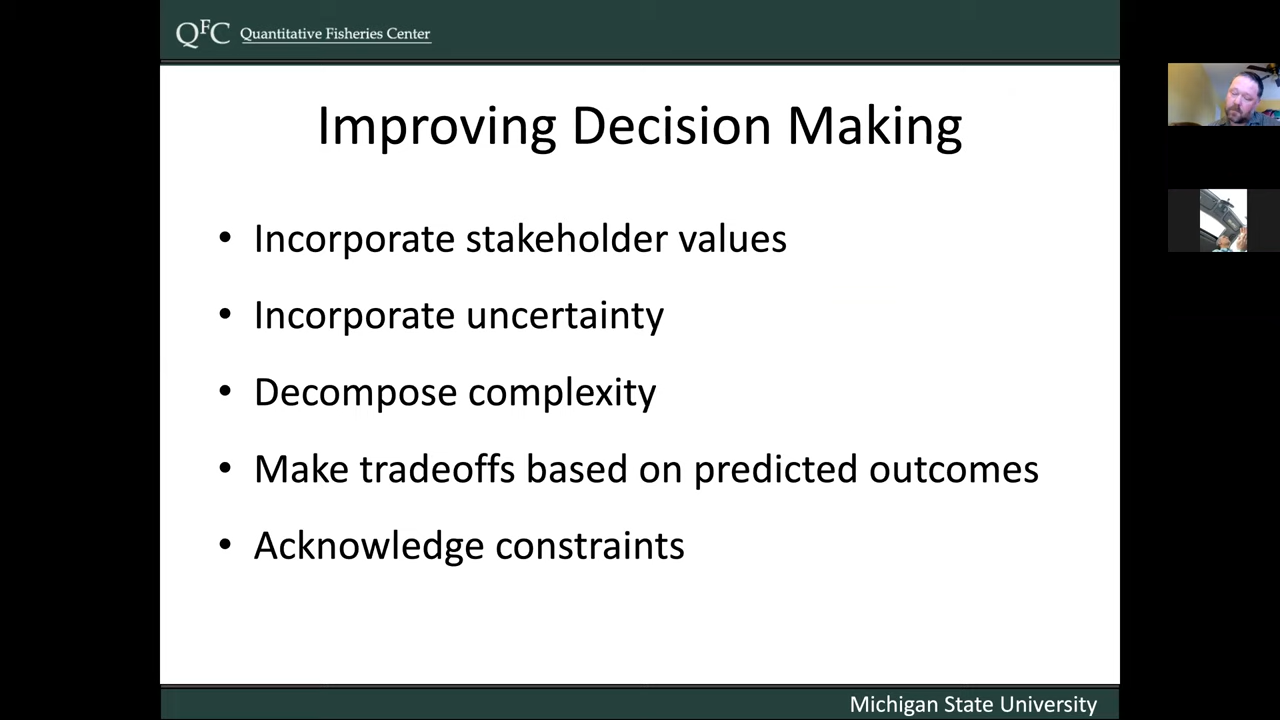 QFC Quantitative Fisheries Center
Improving Decision Making
• Incorporate stakeholder values
• Incorporate uncertainty
• Decompose complexity
• Make tradeoffs based on predicted outcomes
• Acknowledge constraints
Michigan State University